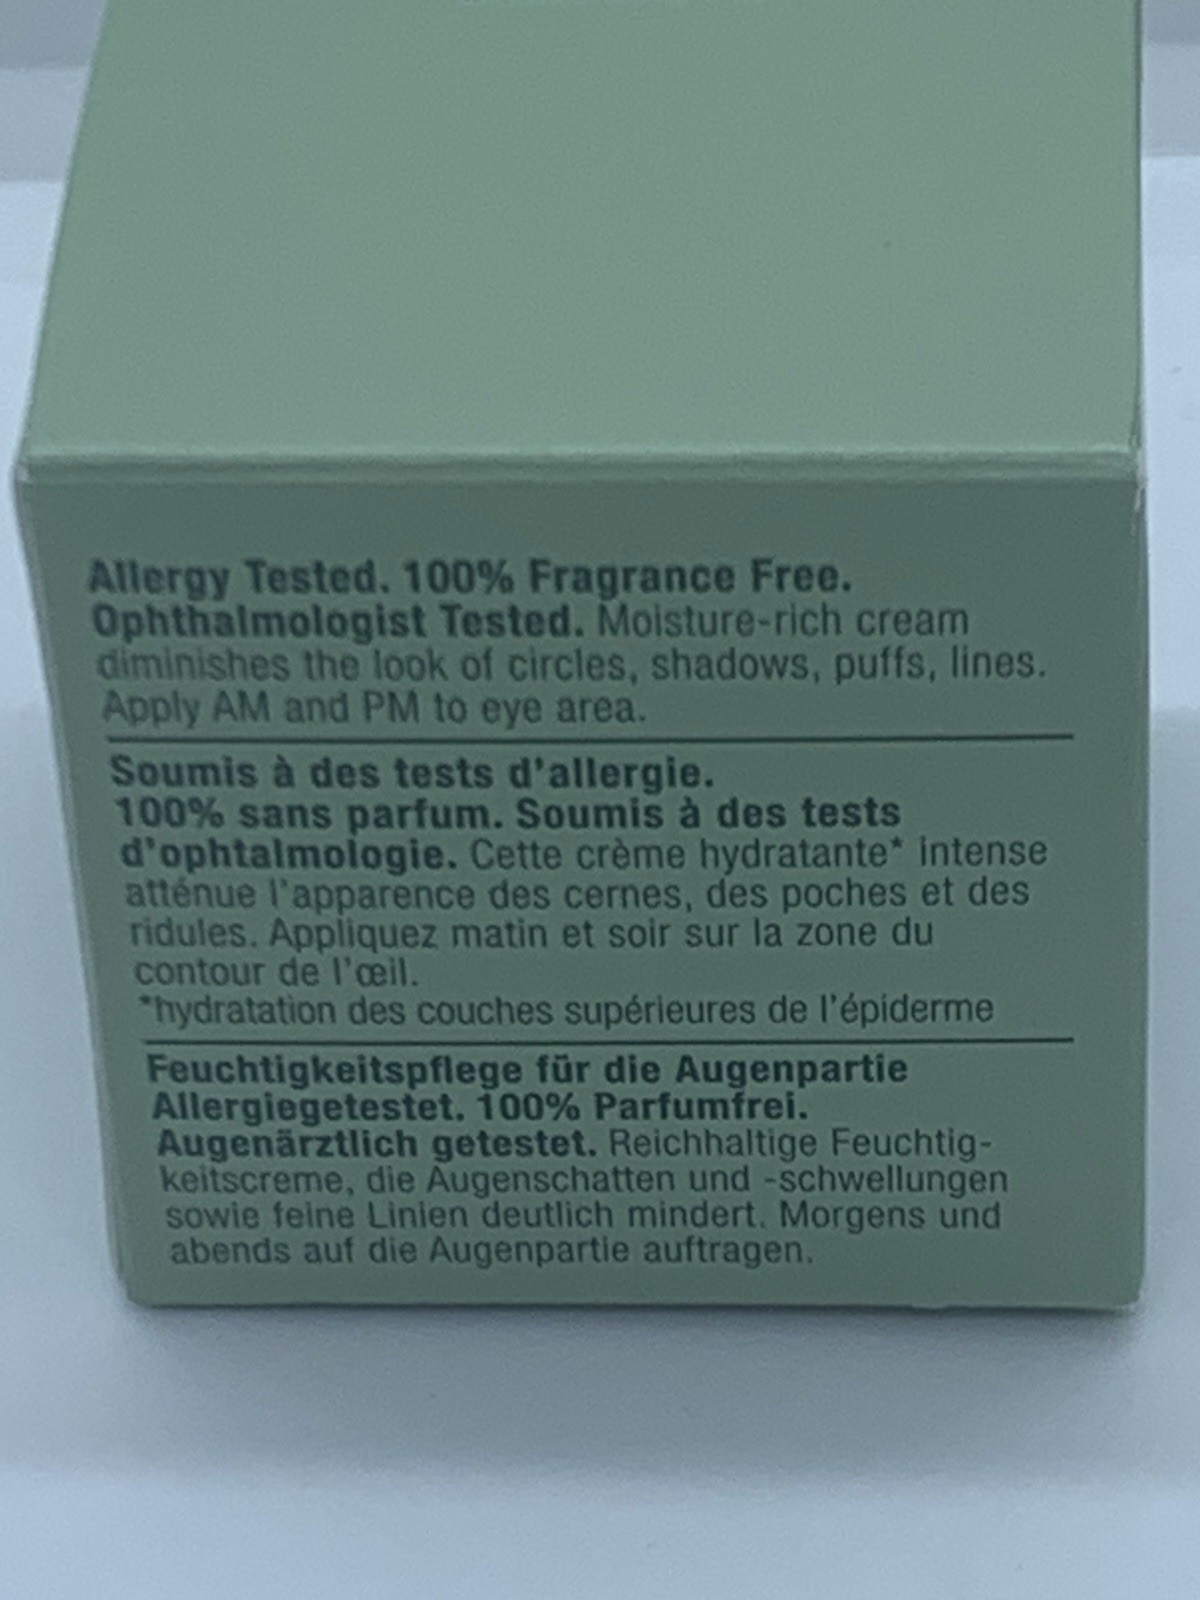 Allergy Tested. 100% Fragrance Free.
Ophthalmologist Tested. Moisture-rich cream
diminishes the look of circles, shadows, puffs, lines.
Apply AM and PM to eye area.
Soumis à des tests d'allergie.
100% sans parfum. Soumis à des tests
d'ophtalmologie. Cette crème hydratante* intense
atténue l'apparence des cernes, des poches et des
ridules. Appliquez matin et soir sur la zone du
contour de l'œil.
*hydratation des couches supérieures de l'épiderme
Feuchtigkeitspflege für die Augenpartie
Allergiegetestet. 100% Parfumfrei.
Augenärztlich getestet. Reichhaltige Feuchtig-
keitscreme, die Augenschatten und -schwellungen
sowie feine Linien deutlich mindert. Morgens und
abends auf die Augenpartie auftragen.